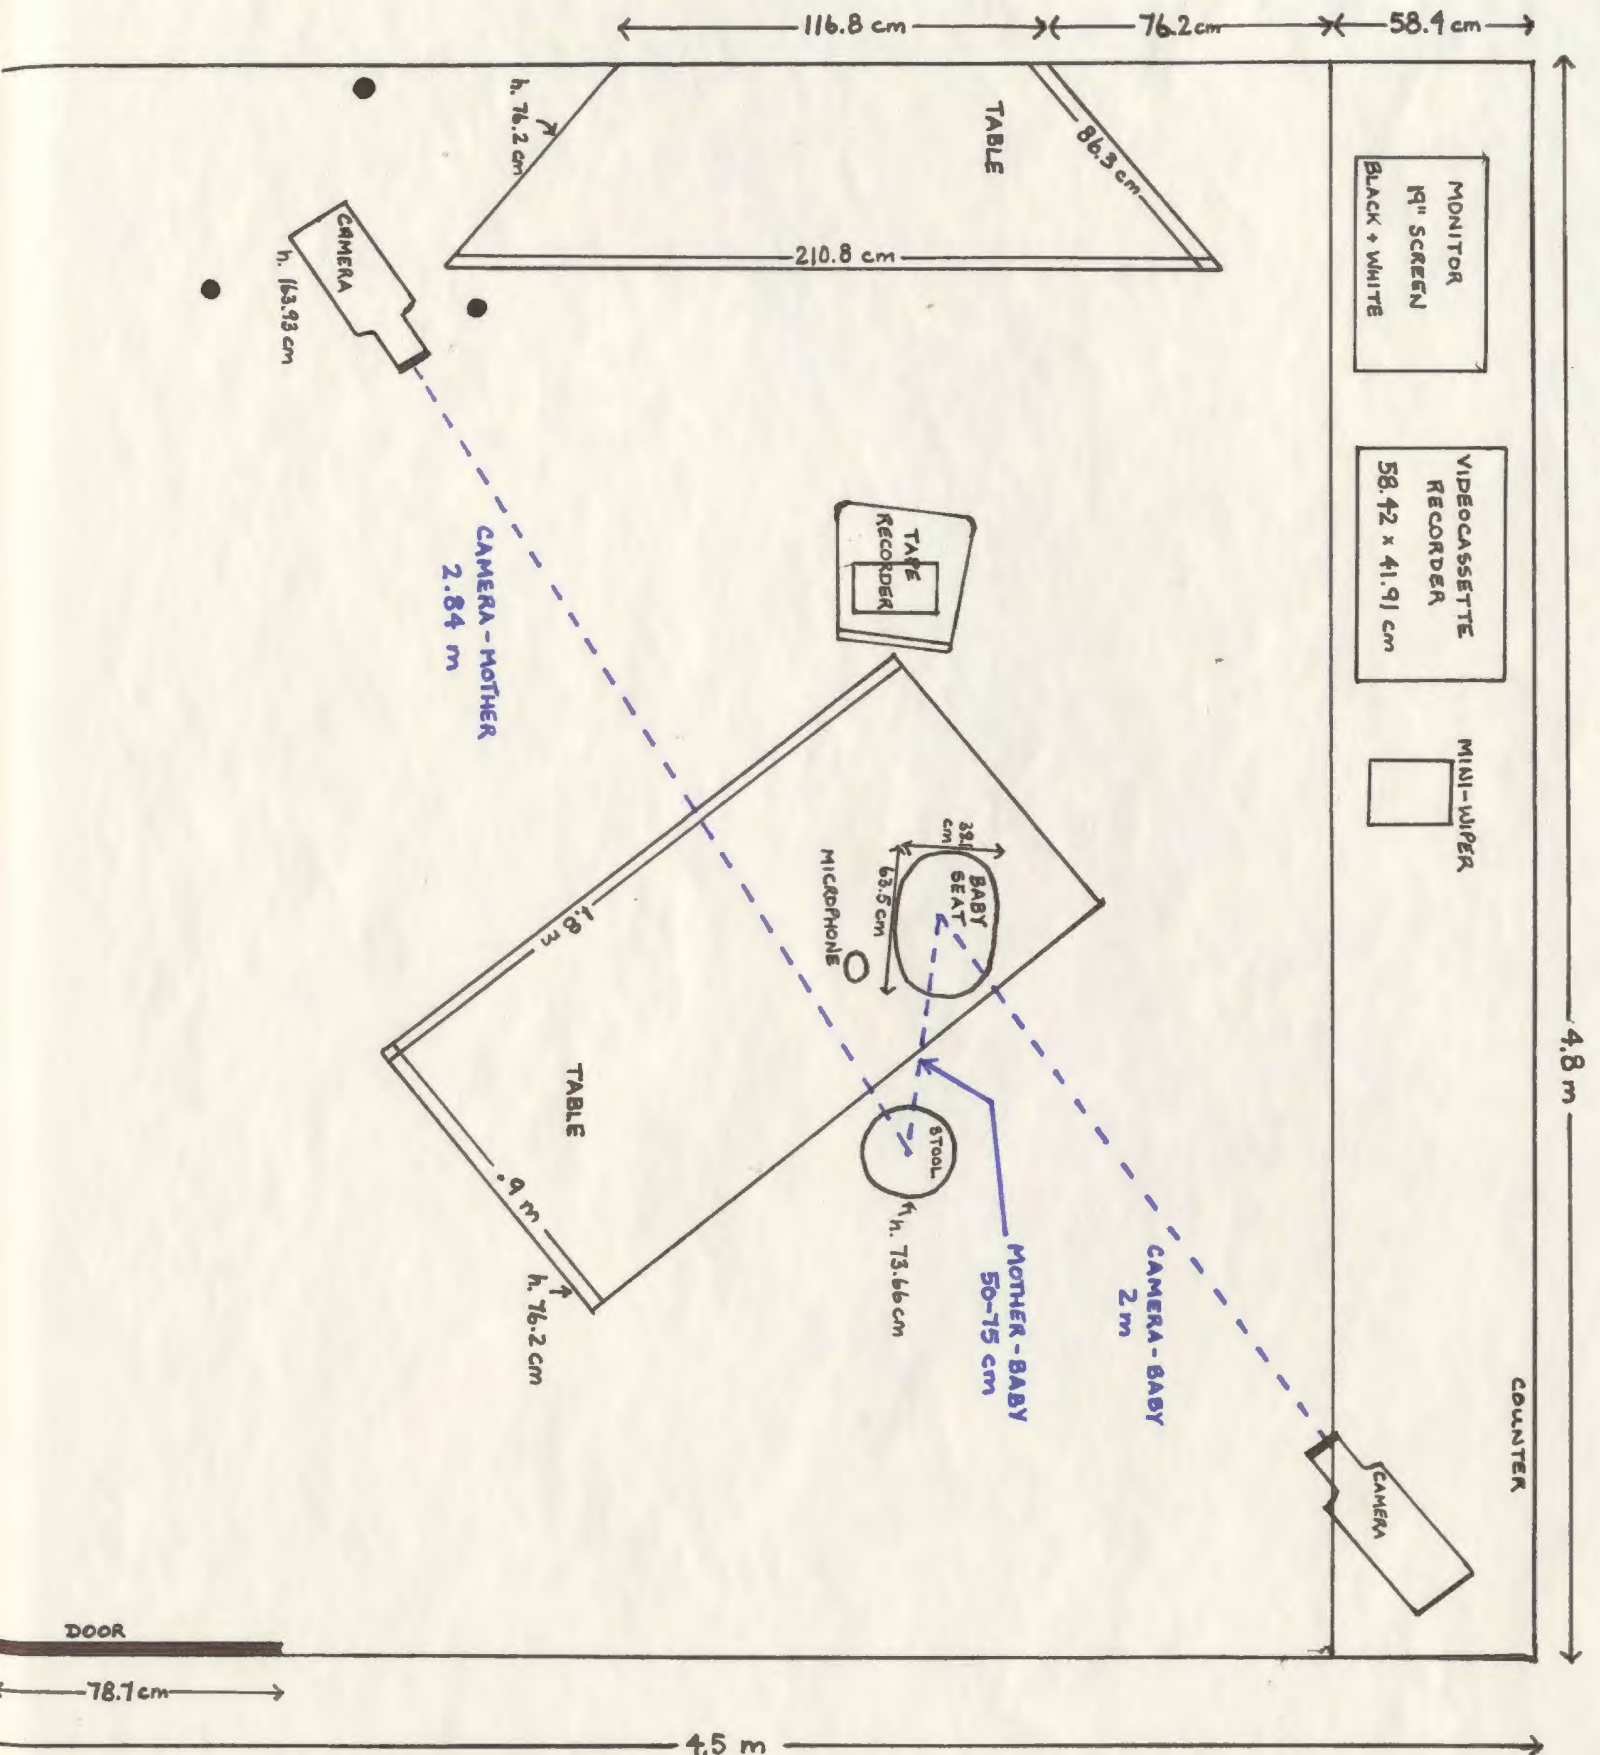 116.8 cm
76.2cm
58.4 cm
h. 76.2 cm
TABLE
86.3 cm
210.8 cm
MONITOR
19" SCREEN
BLACK + WHITE
CAMERA
h. 163.93 cm
VIDEOCASSETTE
RECORDER
58.42 x 41.91 cm
TAPE
RECORDER
CAMERA-MOTHER
2.84 m
MINI-WIPER
cm
BABY
SEAT
63.5 cm
MICROPHONE
1.8 m
4.8 m
TABLE
.9 m
h. 76.2 cm
STOOL
h. 73.66cm
MOTHER-BABY
50-75 cm
CAMERA-BABY
2 m
COUNTER
CAMERA
DOOR
78.7cm
4.5 m